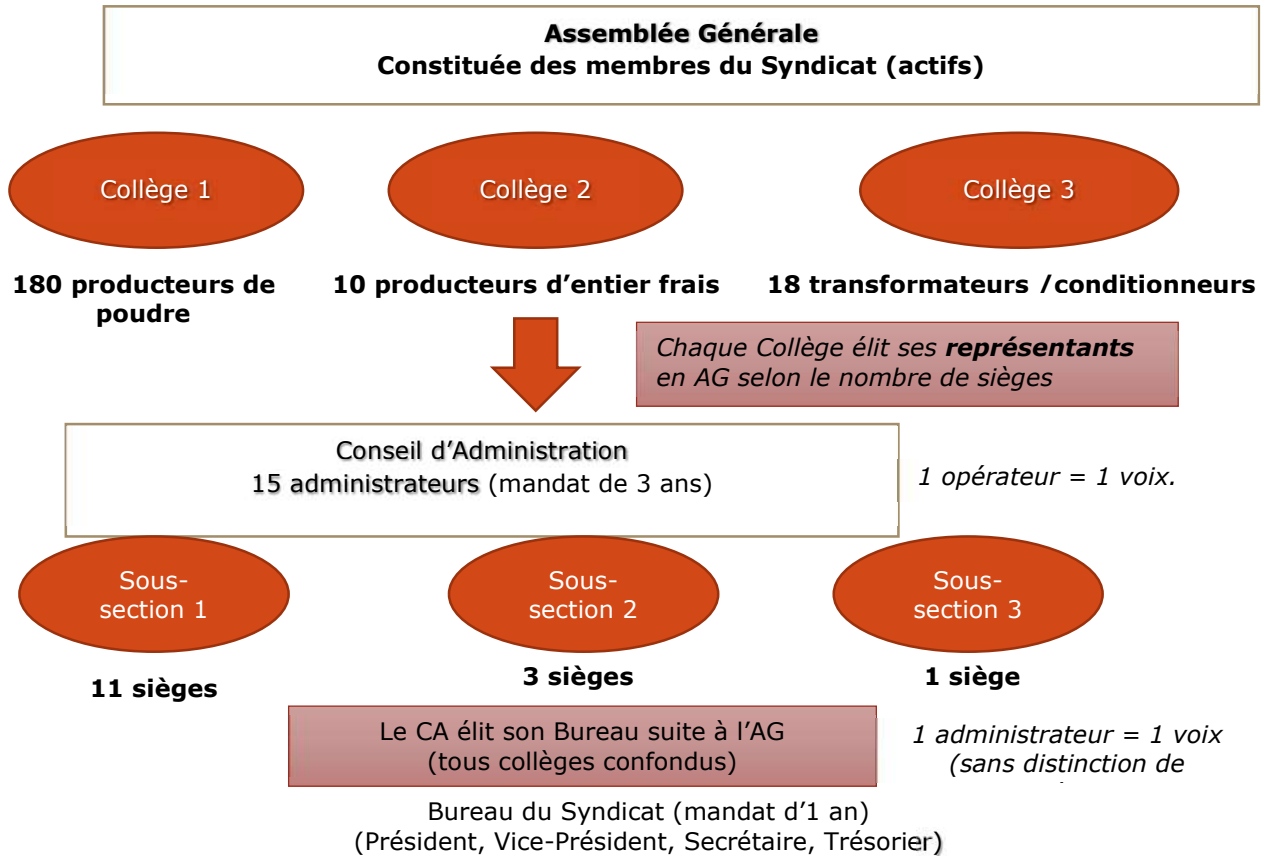 Assemblée Générale
Constituée des membres du Syndicat (actifs)
Collège 1
Collège 2
Collège 3
180 producteurs de
poudre
10 producteurs d'entier frais
18 transformateurs /conditionneurs
Chaque Collège élit ses représentants
en AG selon le nombre de sièges
Conseil d'Administration
15 administrateurs (mandat de 3 ans)
1 opérateur = 1 voix.
Sous-
section 1
Sous-
section 2
Sous-
section 3
11 sièges
3 sièges
1 siège
Le CA élit son Bureau suite à l'AG
(tous collèges confondus)
1 administrateur = 1 voix
(sans distinction de
Bureau du Syndicat (mandat d'1 an)
(Président, Vice-Président, Secrétaire, Trésorier)